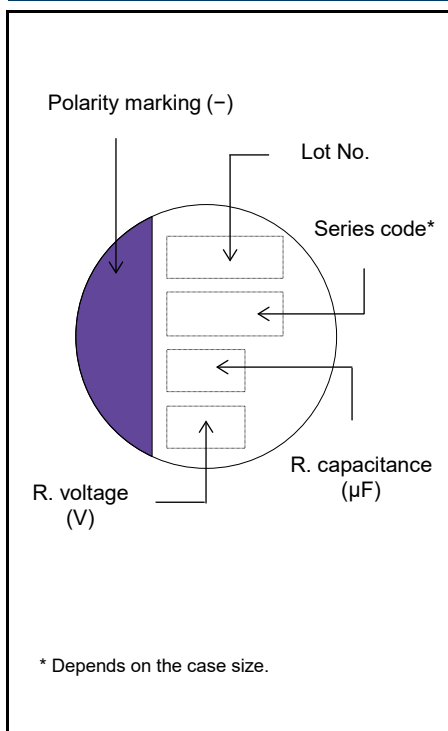 Polarity marking (−)
Lot No.
Series code*
R. capacitance
(µF)
R. voltage
(V)
* Depends on the case size.